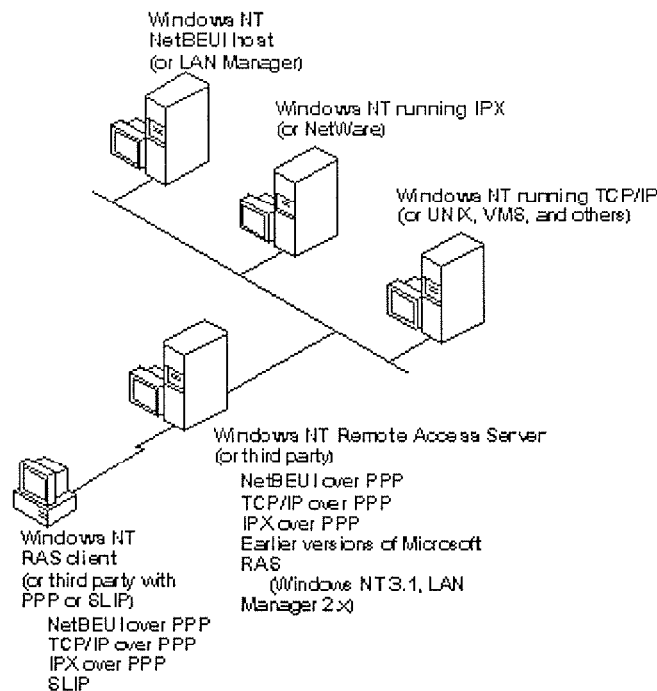 Windows NT
NetBEUI host
(or LAN Manager)
Windows NT running IPX
(or NetWare)
Windows NT running TCP/IP
(or UNIX, VMS, and others)
Windows NT Remote Access Server
(or third party)
NetBEUI over PPP
TCP/IP over PPP
IPX over PPP
Earlier versions of Microsoft
RAS
(Windows NT 3.1, LAN
Manager 2.x)
Windows NT
RAS client
(or third party with
PPP or SLIP)
NetBEUI over PPP
TCP/IP over PPP
IPX over PPP
SLIP